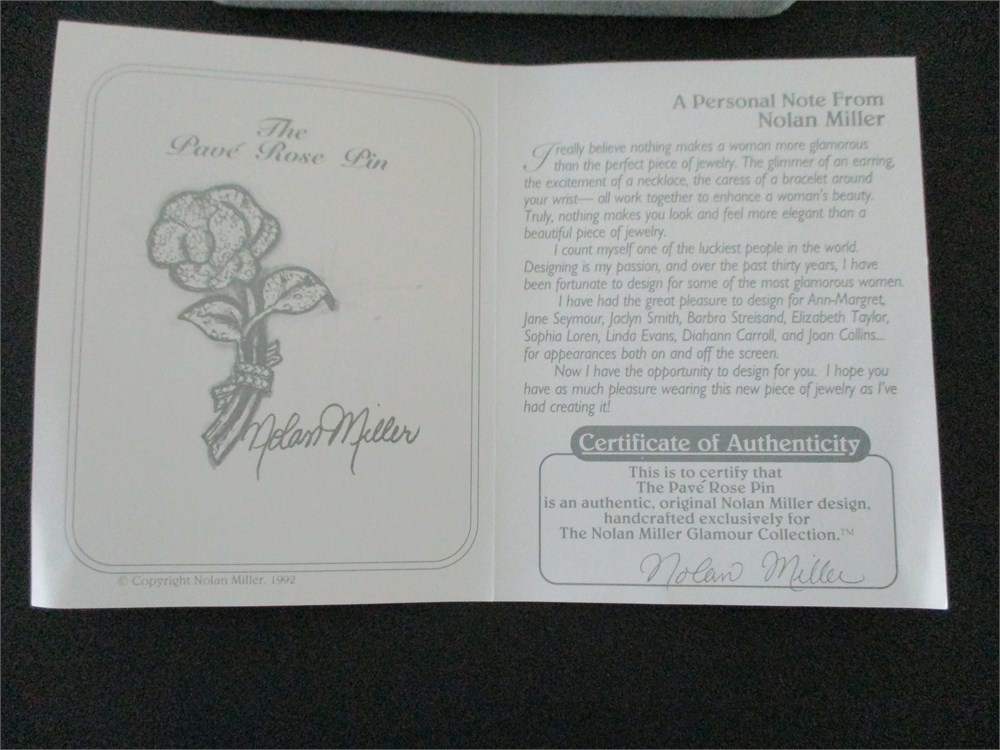 The
Pavé Rose Pin
Nolan Miller
© Copyright Nolan Miller. 1992
A Personal Note From
Nolan Miller
I really believe nothing makes a woman more glamorous
than the perfect piece of jewelry. The glimmer of an earring,
the excitement of a necklace, the caress of a bracelet around
your wrist— all work together to enhance a woman's beauty.
Truly, nothing makes you look and feel more elegant than a
beautiful piece of jewelry.
I count myself one of the luckiest people in the world.
Designing is my passion, and over the past thirty years, I have
been fortunate to design for some of the most glamorous women.
I have had the great pleasure to design for Ann-Margret,
Jane Seymour, Jaclyn Smith, Barbra Streisand, Elizabeth Taylor,
Sophia Loren, Linda Evans, Diahann Carroll, and Joan Collins...
for appearances both on and off the screen.
Now I have the opportunity to design for you. I hope you
have as much pleasure wearing this new piece of jewelry as I've
had creating it!
Certificate of Authenticity
This is to certify that
The Pavé Rose Pin
is an authentic, original Nolan Miller design,
handcrafted exclusively for
The Nolan Miller Glamour Collection.™
Nolan Miller